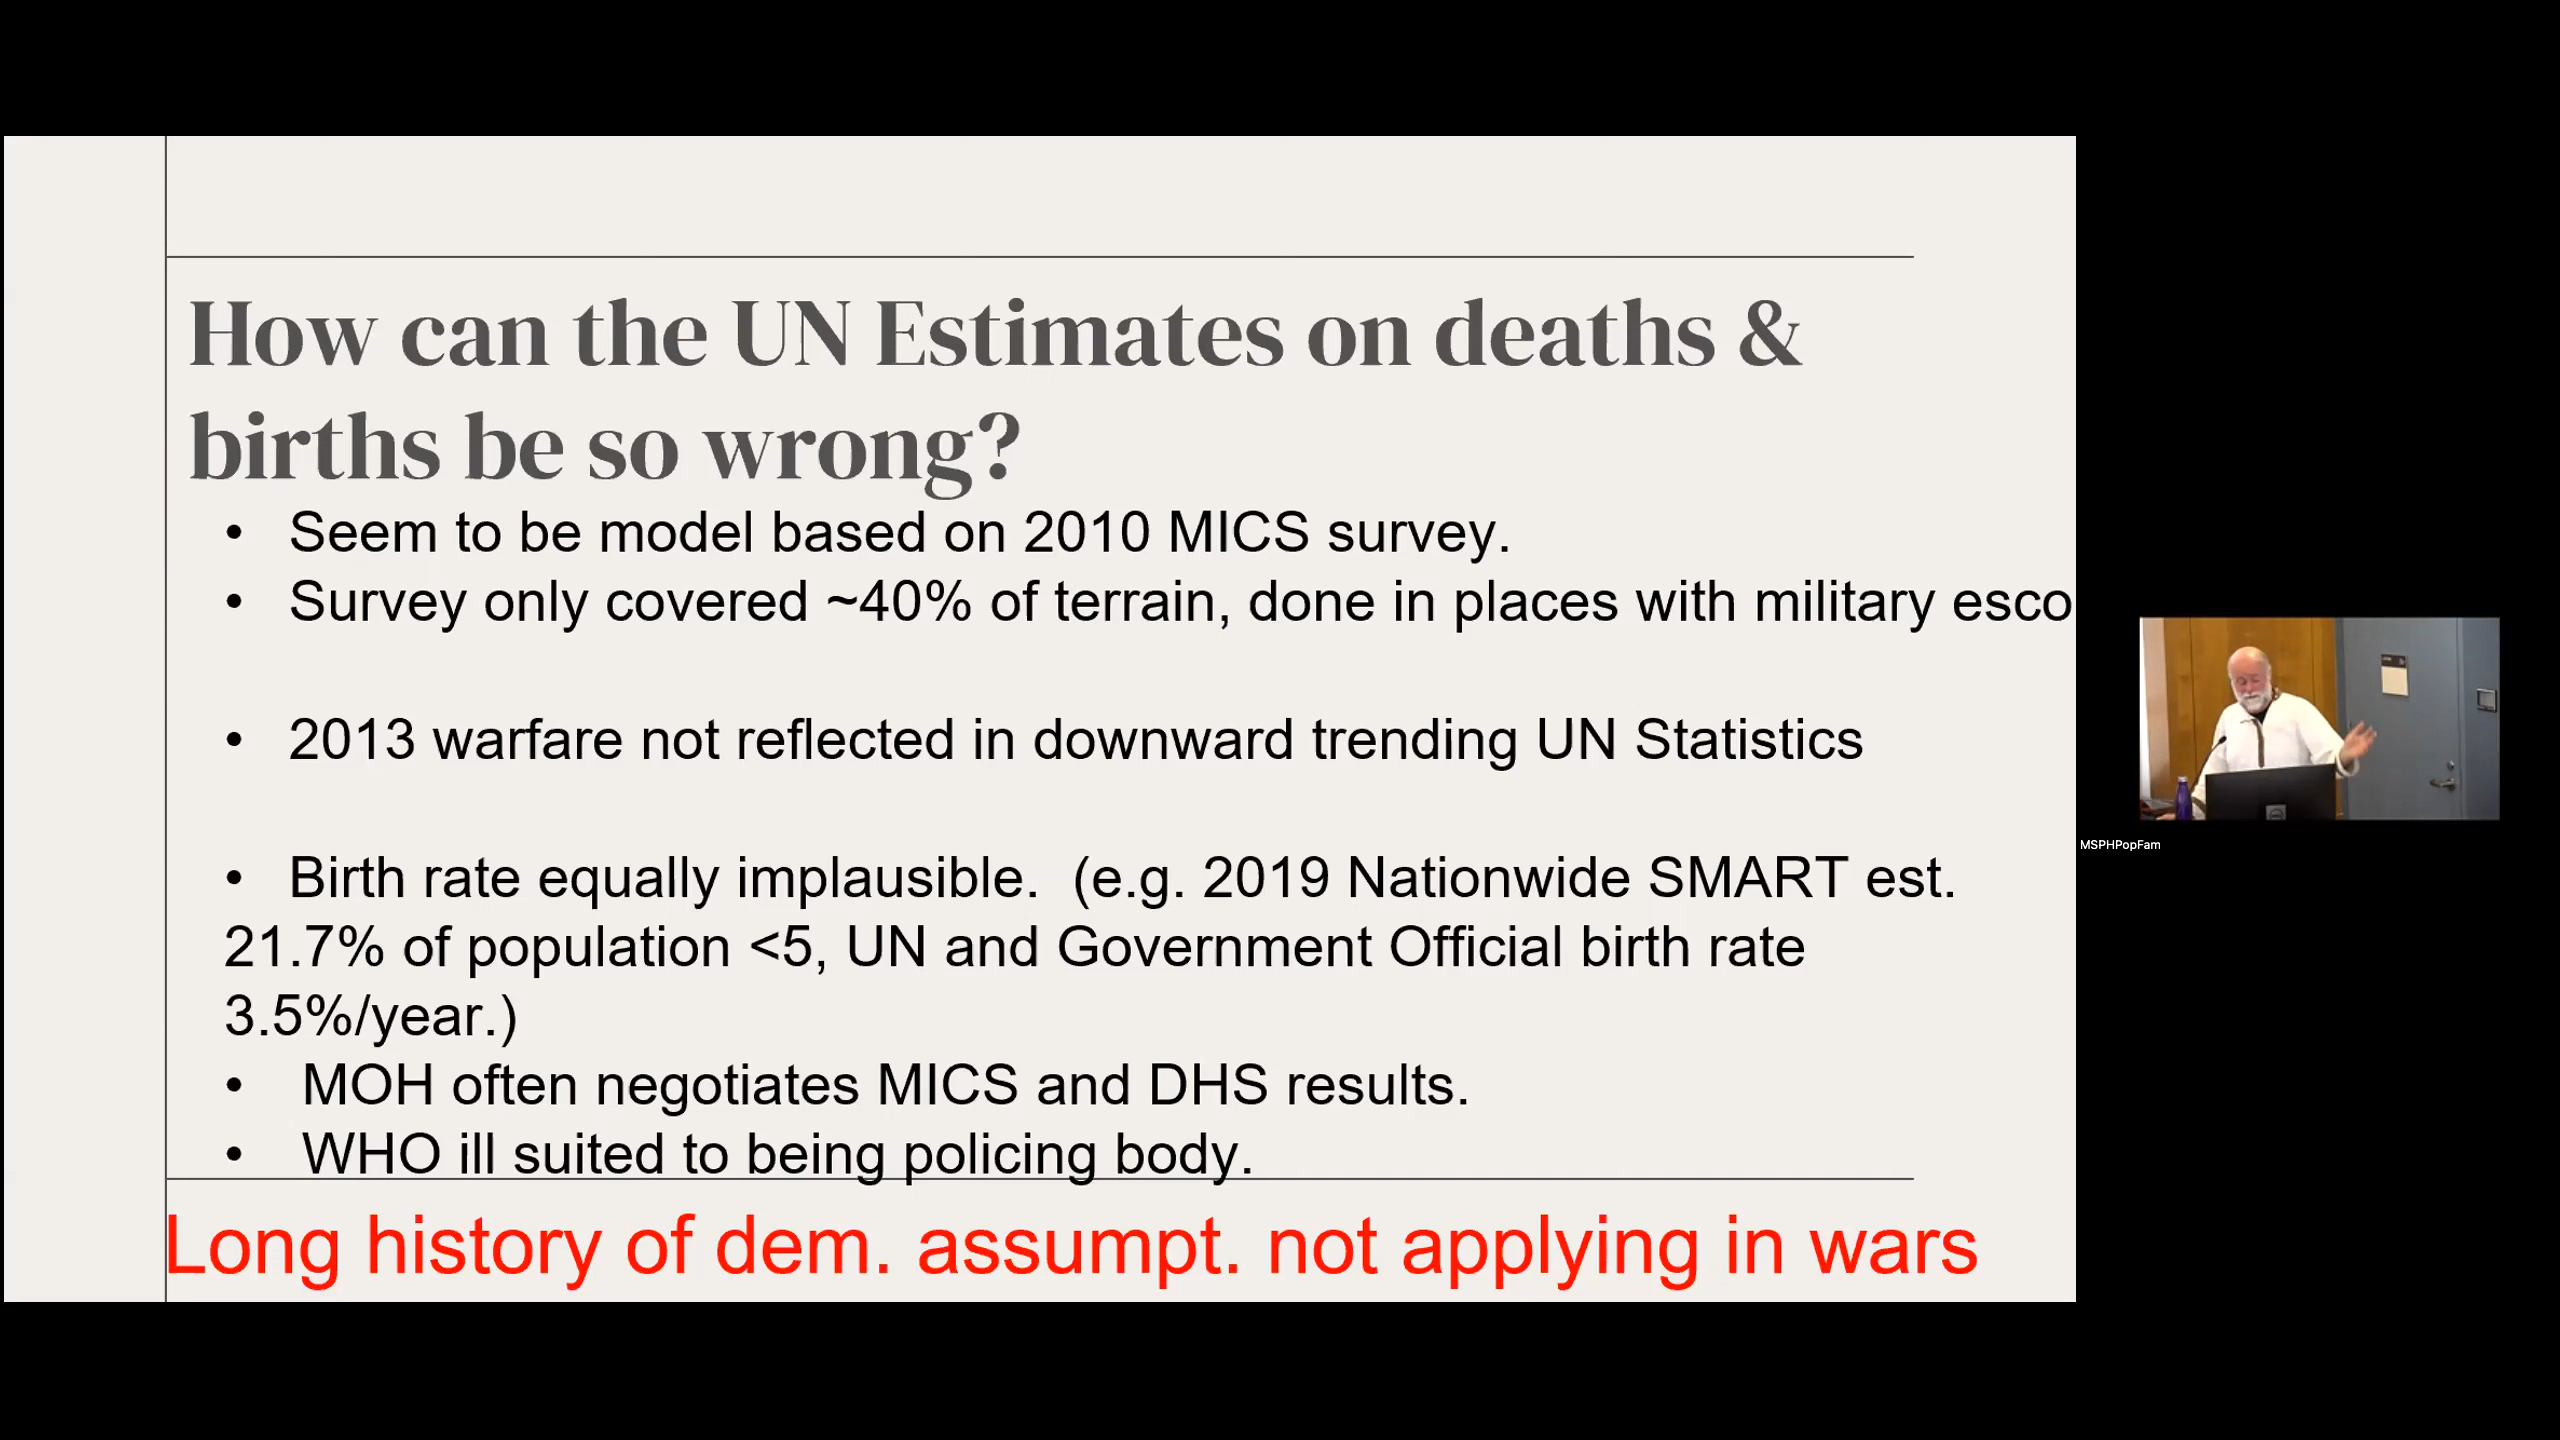 How can the UN Estimates on deaths &
births be so wrong?
• Seem to be model based on 2010 MICS survey.
• Survey only covered ~40% of terrain, done in places with military esco
• 2013 warfare not reflected in downward trending UN Statistics
• Birth rate equally implausible. (e.g. 2019 Nationwide SMART est.
21.7% of population <5, UN and Government Official birth rate
3.5%/year.)
• MOH often negotiates MICS and DHS results.
• WHO ill suited to being policing body.
Long history of dem. assumpt. not applying in wars
MSPHPopFam